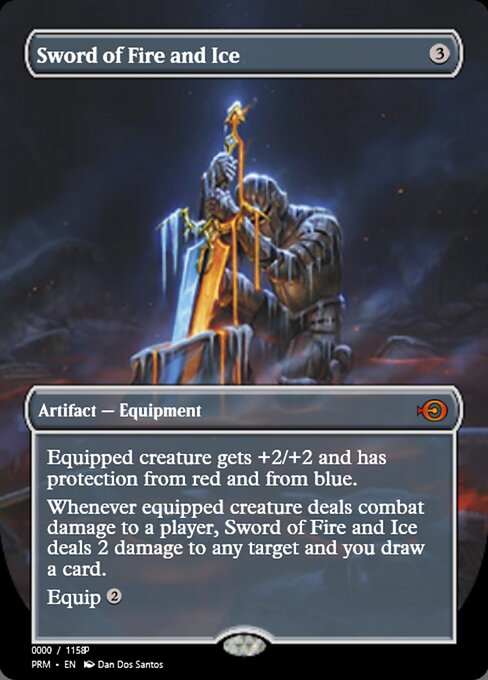 Sword of Fire and Ice 3
Artifact — Equipment
Equipped creature gets +2/+2 and has
protection from red and from blue.
Whenever equipped creature deals combat
damage to a player, Sword of Fire and Ice
deals 2 damage to any target and you draw
a card.
Equip 2
0000 / 1158P
PRM • EN Dan Dos Santos